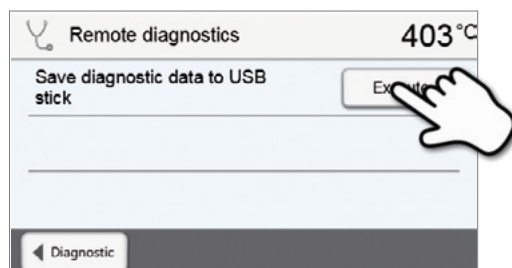 Remote diagnostics 403°C
Save diagnostic data to USB
stick
Diagnostic